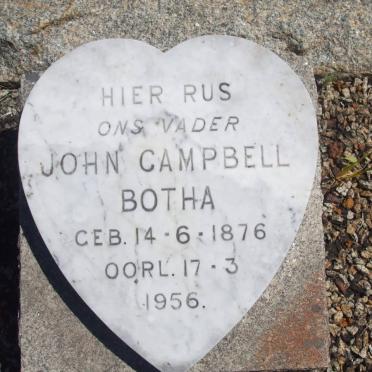 HIER RUS
ONS VADER
JOHN CAMPBELL
BOTHA
GEB. 14-6-1876
OORL. 17-3
1956.